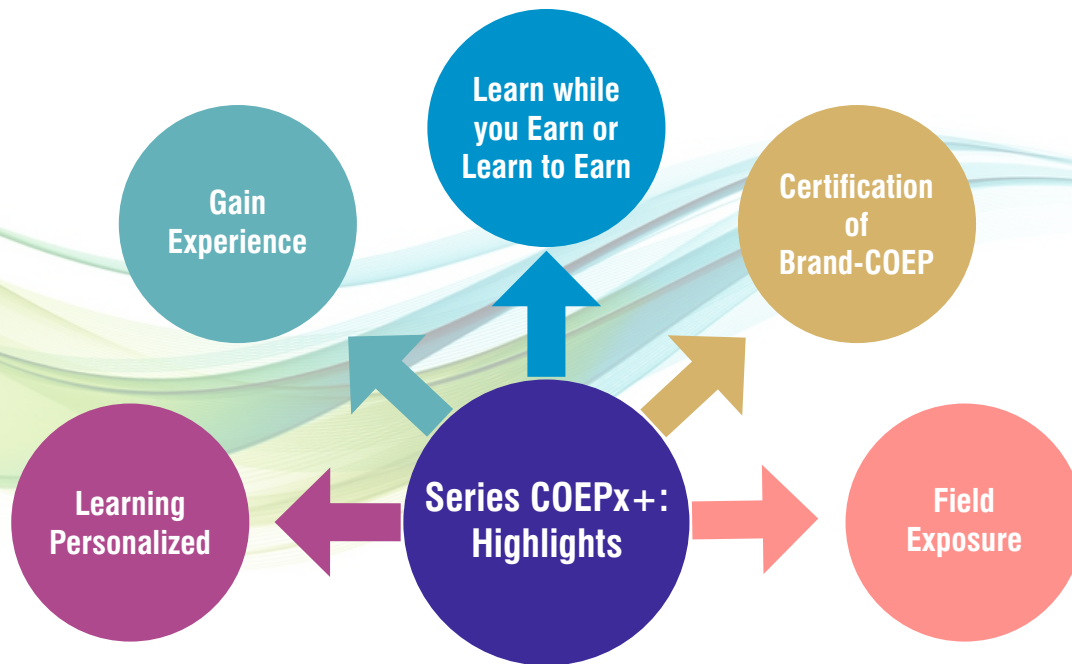 Learn while
you Earn or
Learn to Earn
Gain
Experience
Certification
of
Brand-COEP
Learning
Personalized
Series COEPx+:
Highlights
Field
Exposure